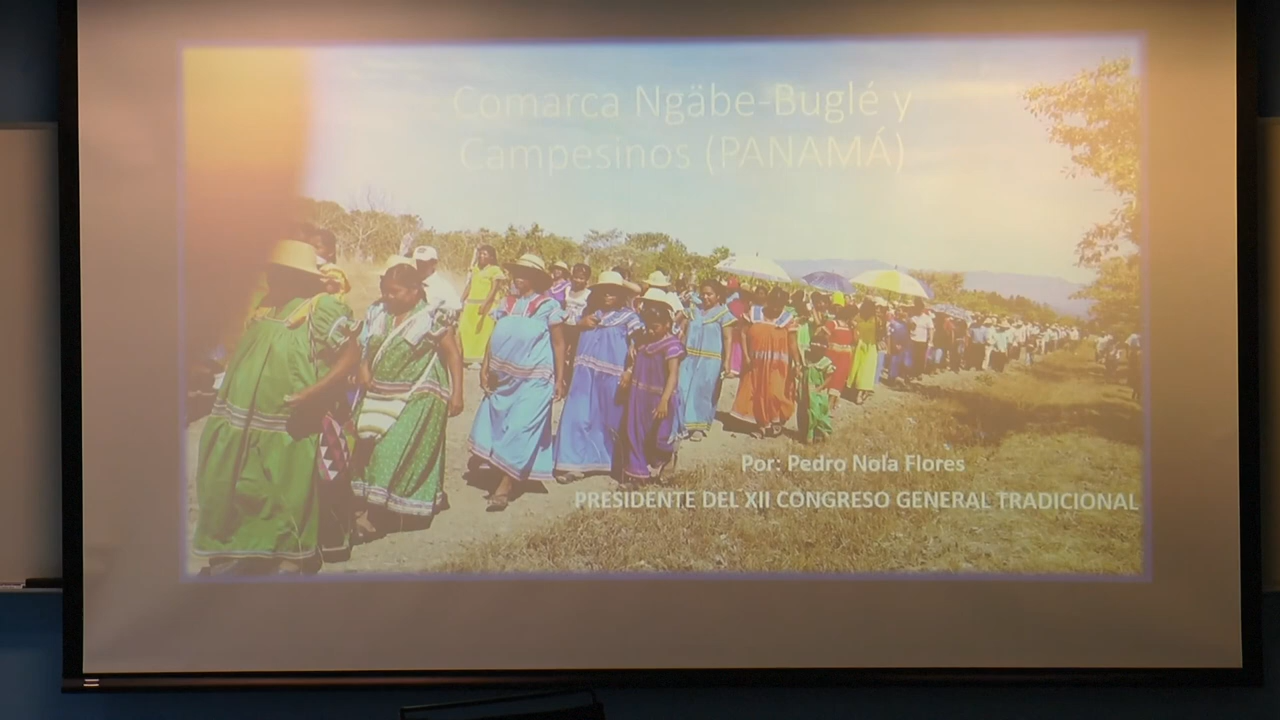 Comarca Ngäbe-Buglé y
Campesinos (PANAMÁ)
Por: Pedro Nola Flores
PRESIDENTE DEL XII CONGRESO GENERAL TRADICIONAL